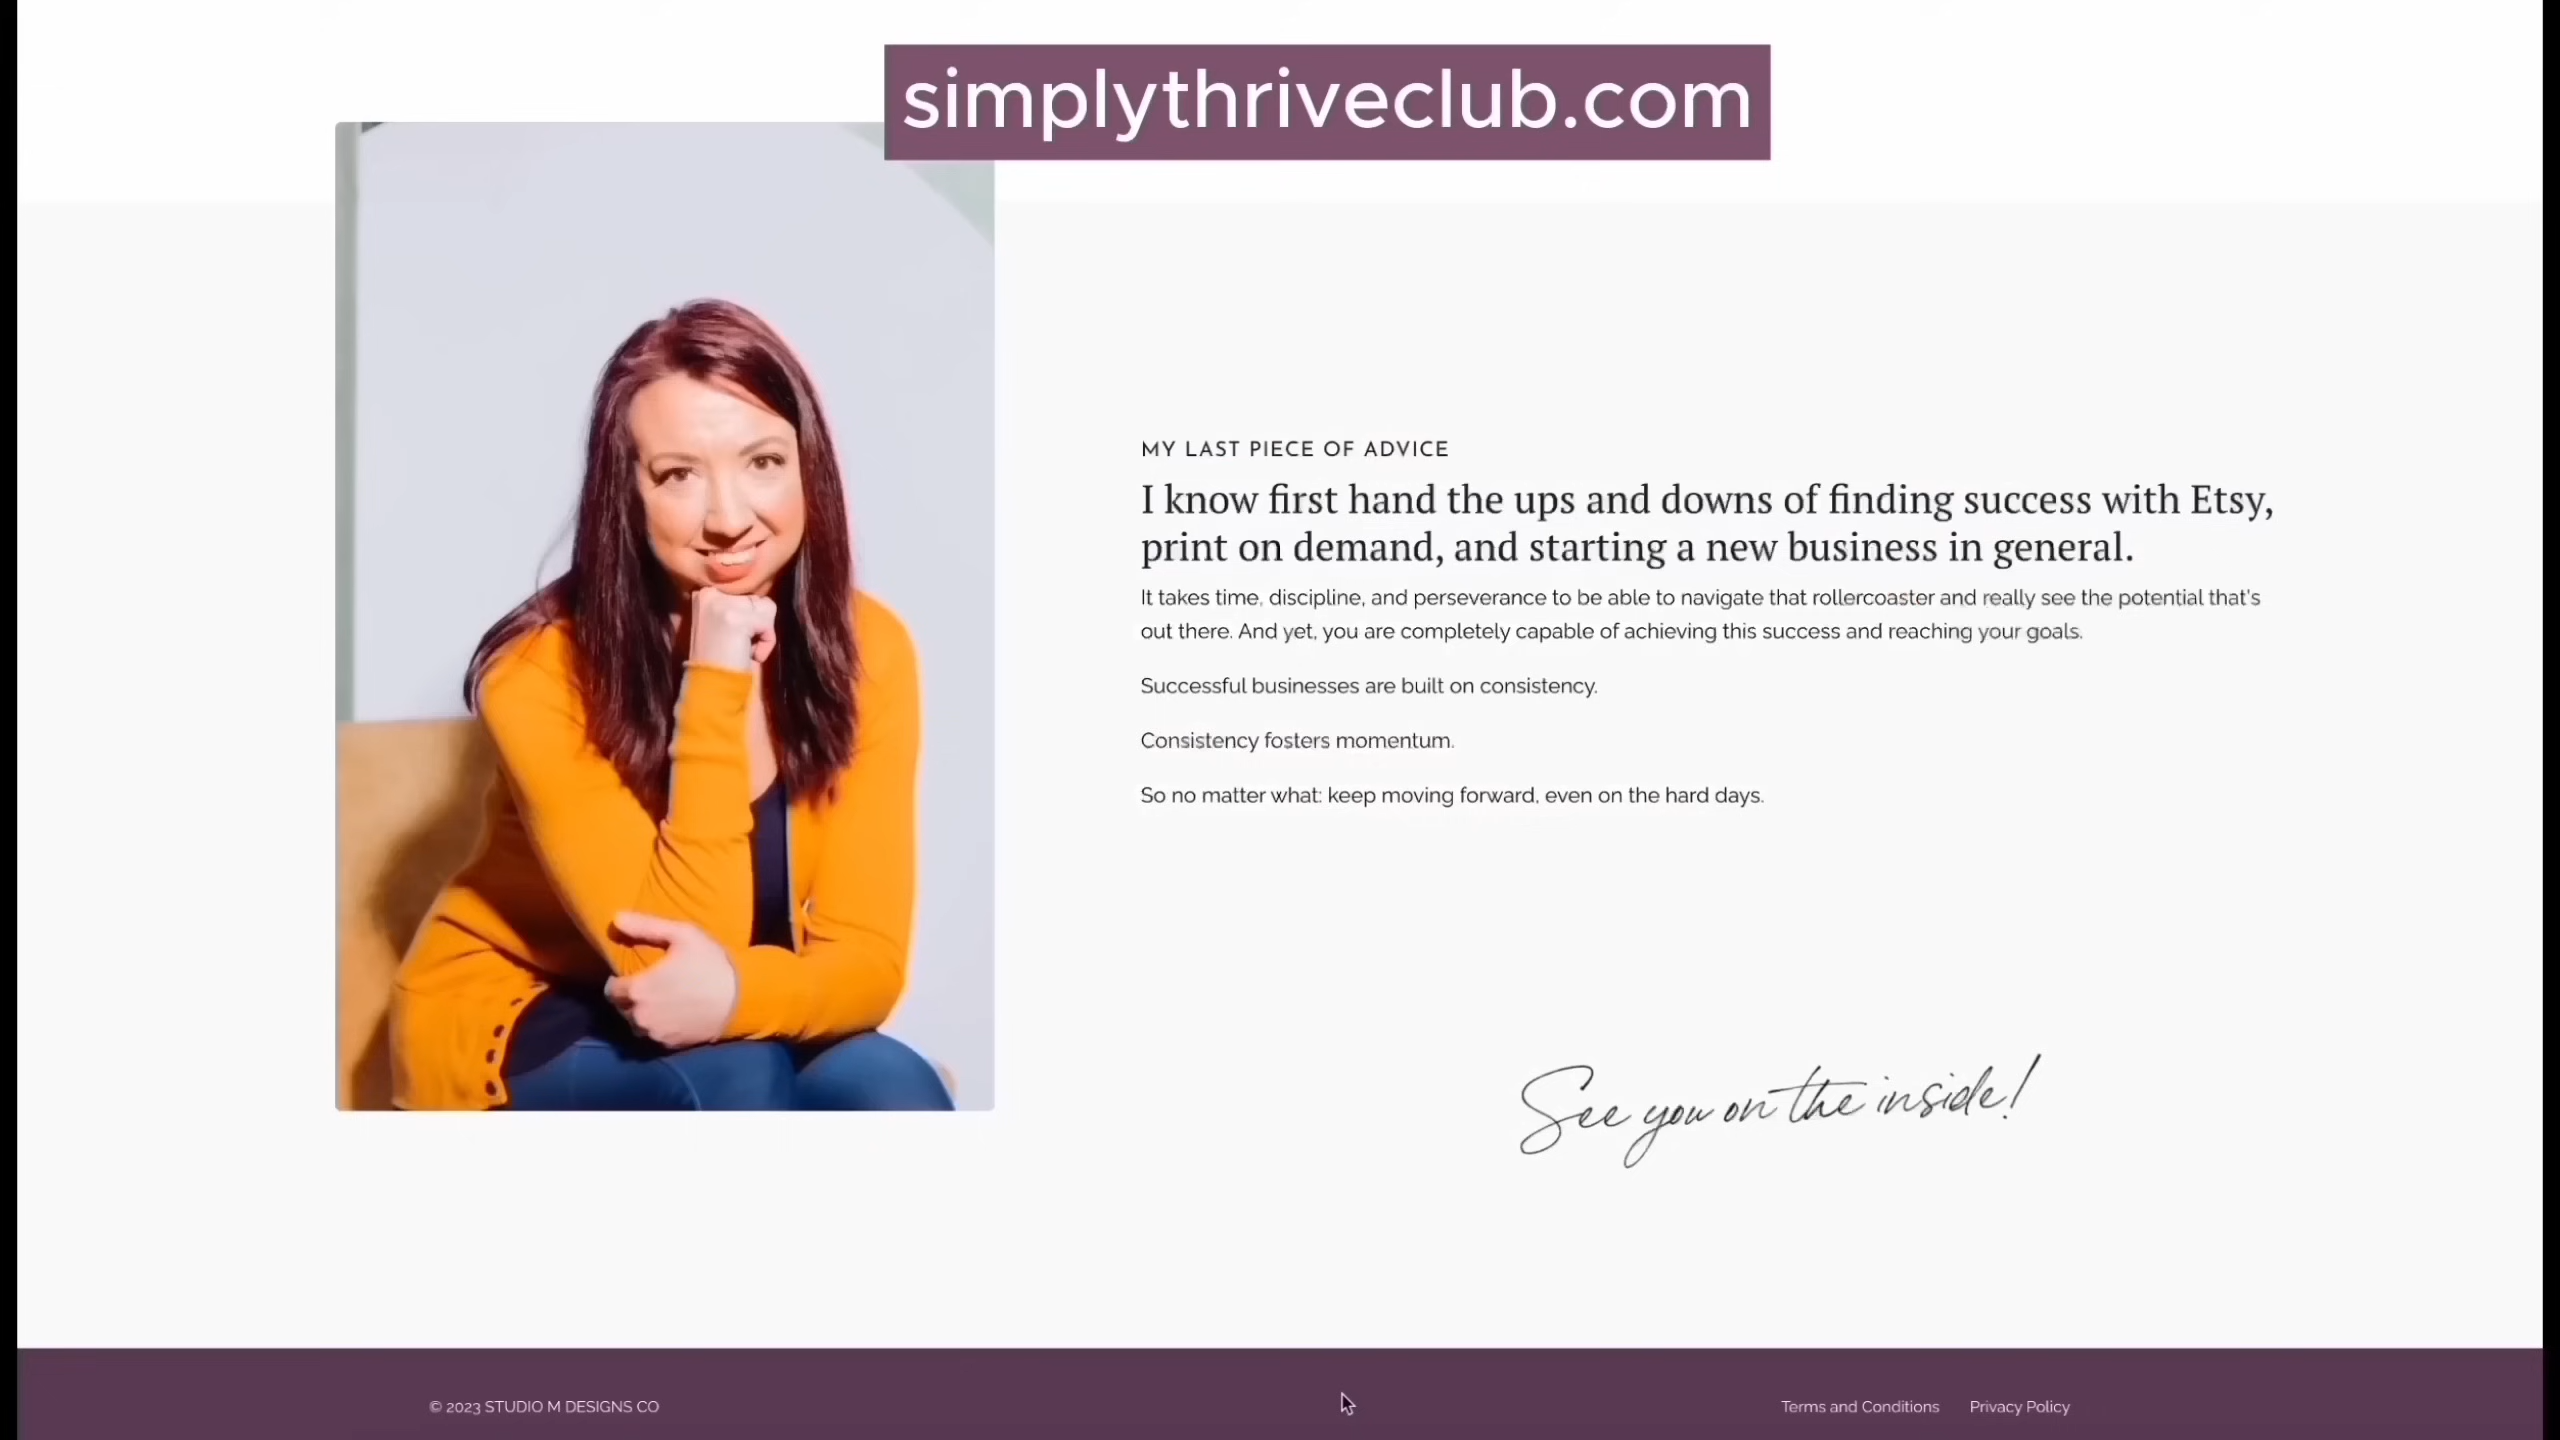 simplythriveclub.com
MY LAST PIECE OF ADVICE
I know first hand the ups and downs of finding success with Etsy,
print on demand, and starting a new business in general.
It takes time, discipline, and perseverance to be able to navigate that rollercoaster and really see the potential that's
out there. And yet, you are completely capable of achieving this success and reaching your goals.
Successful businesses are built on consistency.
Consistency fosters momentum.
So no matter what: keep moving forward, even on the hard days.
See you on the inside!
© 2023 STUDIO M DESIGNS CO
Terms and Conditions Privacy Policy